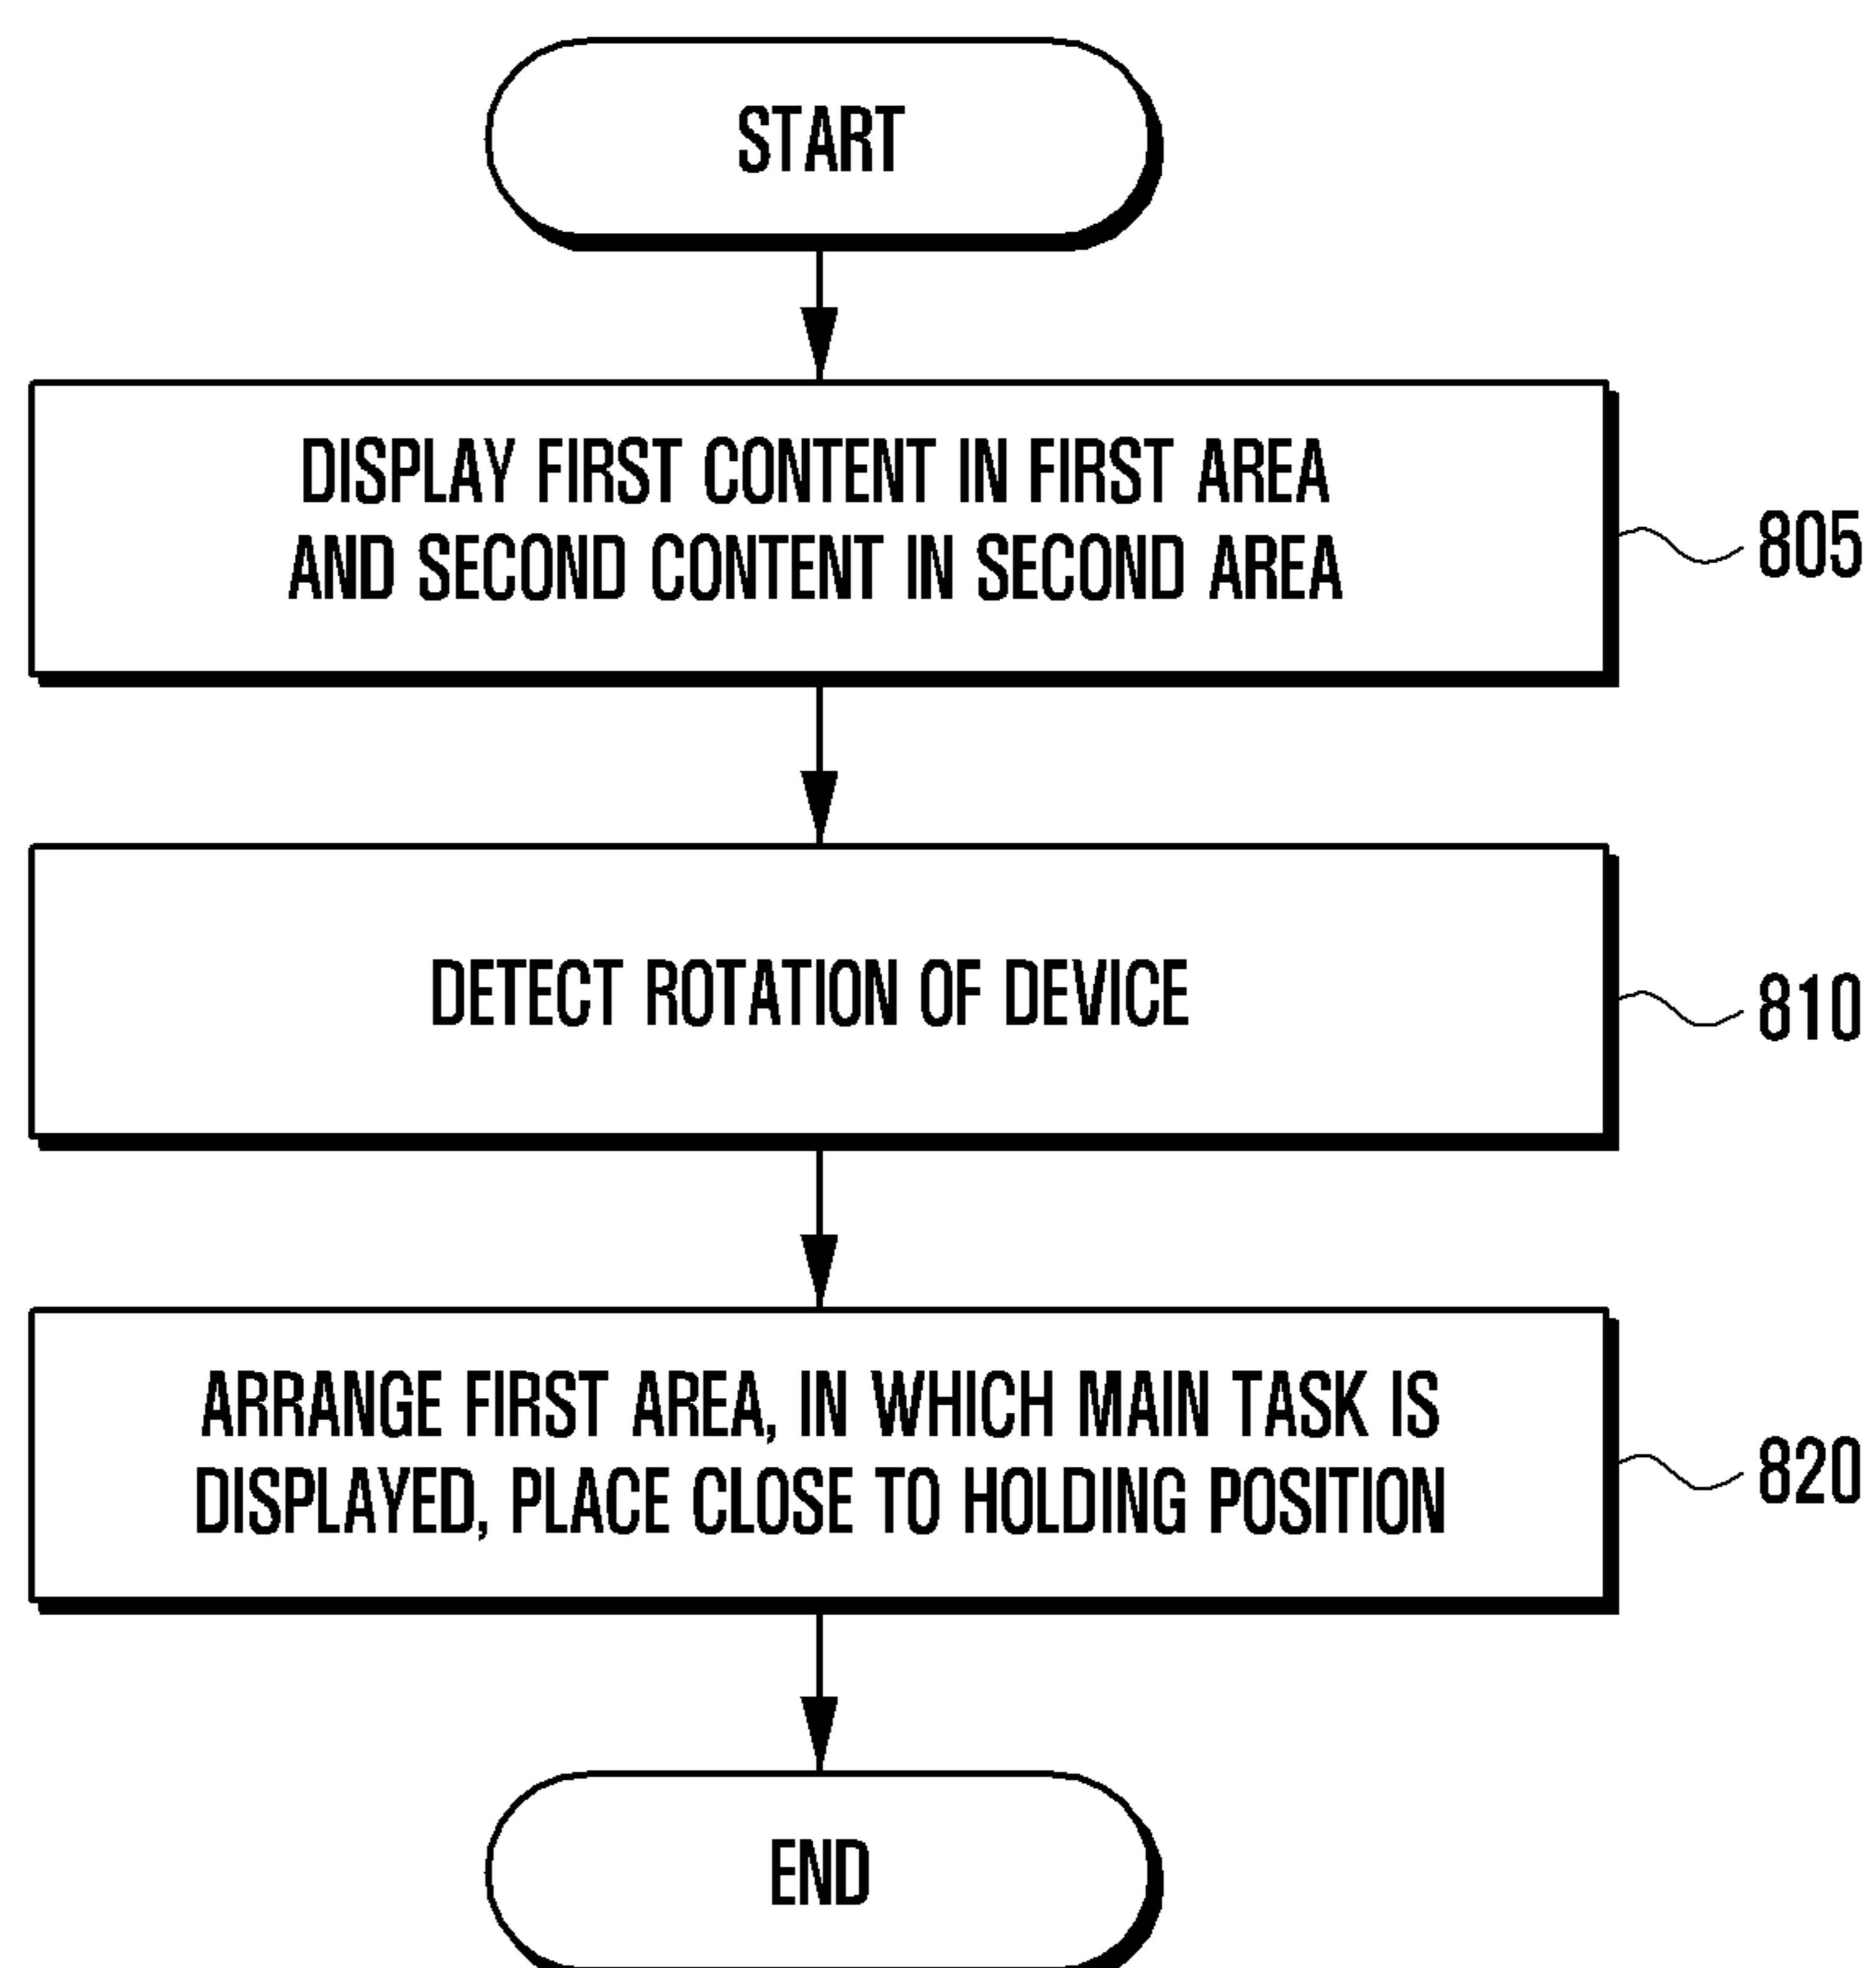 START
DISPLAY FIRST CONTENT IN FIRST AREA
AND SECOND CONTENT IN SECOND AREA
805
DETECT ROTATION OF DEVICE
810
ARRANGE FIRST AREA, IN WHICH MAIN TASK IS
DISPLAYED, PLACE CLOSE TO HOLDING POSITION
820
END